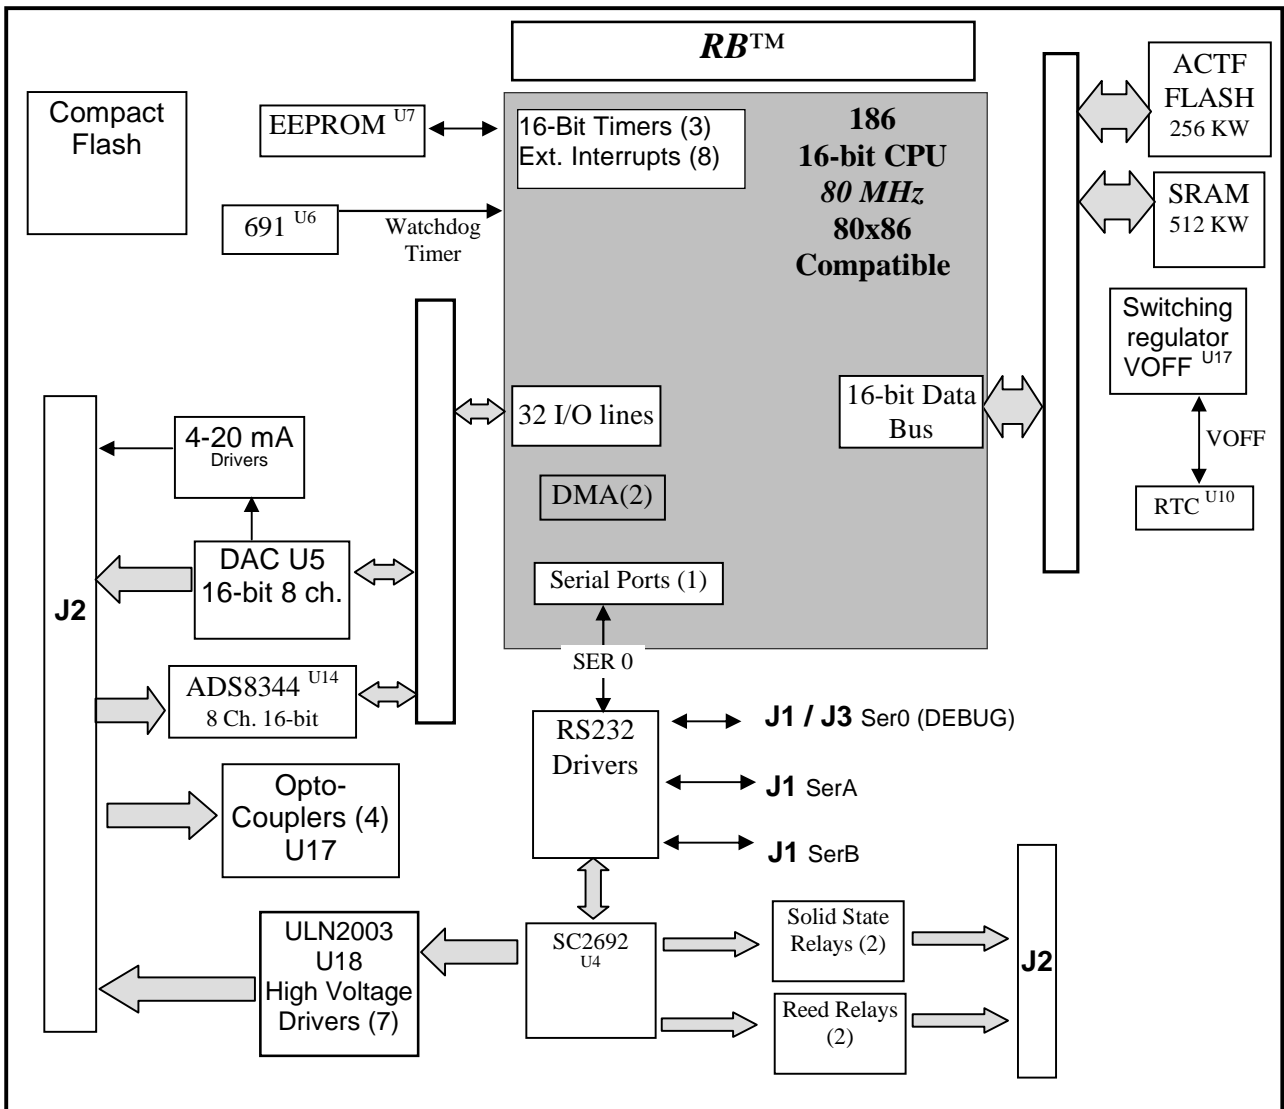 RB™
Compact
Flash
EEPROM U7
16-Bit Timers (3)
Ext. Interrupts (8)
186
16-bit CPU
80 MHz
80x86
Compatible
ACTF
FLASH
256 KW
691 U6
Watchdog
Timer
SRAM
512 KW
Switching
regulator
VOFF U17
VOFF
RTC U10
32 I/O lines
16-bit Data
Bus
DMA(2)
Serial Ports (1)
SER 0
4-20 mA
Drivers
DAC U5
16-bit 8 ch.
J2
ADS8344 U14
8 Ch. 16-bit
Opto-
Couplers (4)
U17
RS232
Drivers
J1 / J3 Ser0 (DEBUG)
J1 SerA
J1 SerB
ULN2003
U18
High Voltage
Drivers (7)
SC2692
U4
Solid State
Relays (2)
Reed Relays
(2)
J2